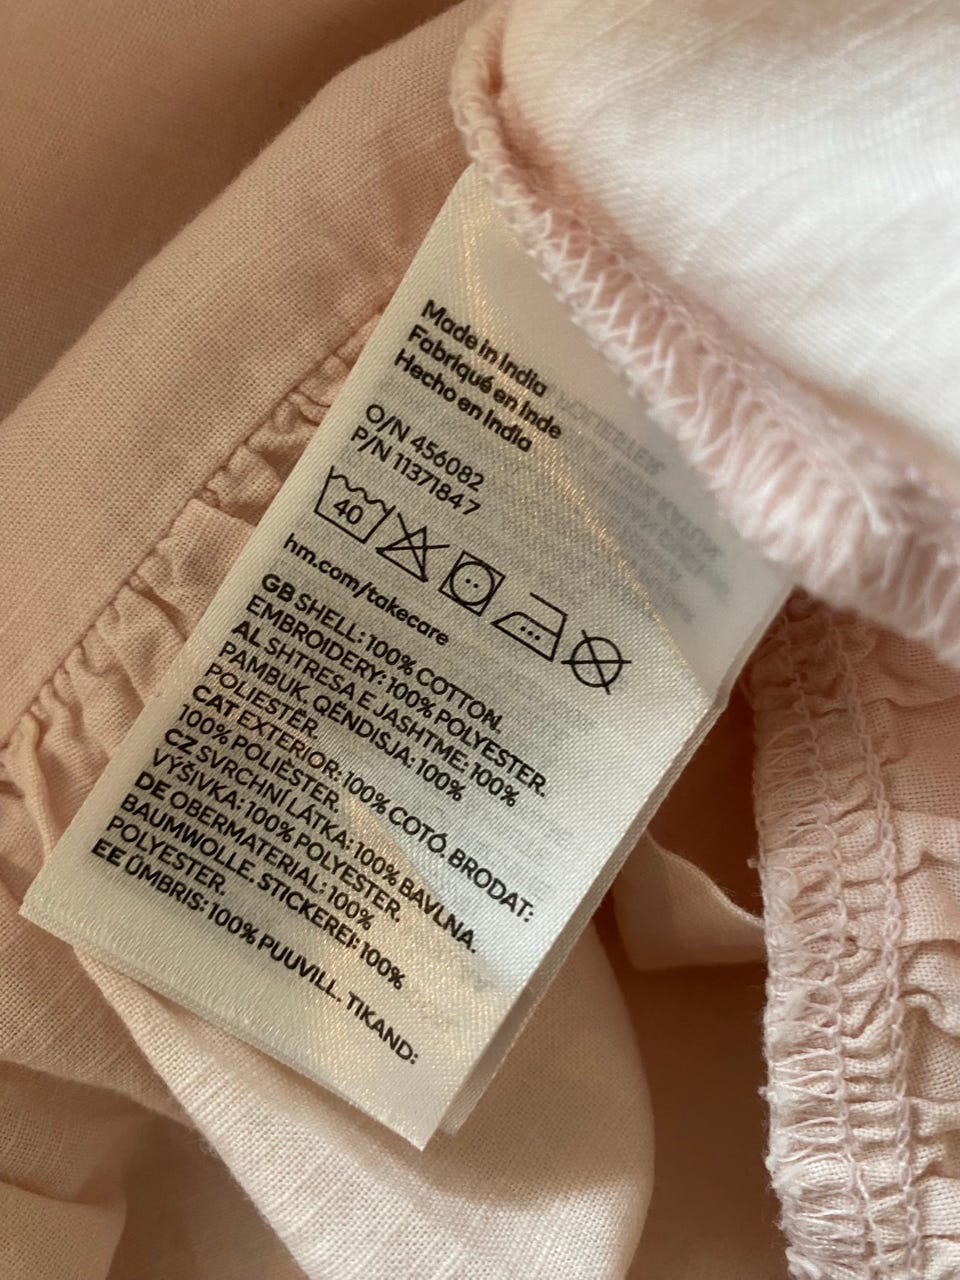 Made in India
Fabriqué en Inde
Hecho en India
O/N 456082
P/N 11371847
40
hm.com/takecare
GB SHELL: 100% COTTON.
EMBROIDERY: 100% POLYESTER.
AL SHTRESA E JASHTME: 100%
PAMBUK. QËNDISJA: 100%
POLIESTËR.
CAT EXTERIOR: 100% COTÓ. BRODAT:
100% POLIÈSTER.
CZ SVRCHNÍ LÁTKA: 100% BAVLNA.
VÝŠIVKA: 100% POLYESTER.
DE OBERMATERIAL: 100%
BAUMWOLLE. STICKEREI: 100%
POLYESTER.
EE ÜMBRIS: 100% PUUVILL. TIKAND: